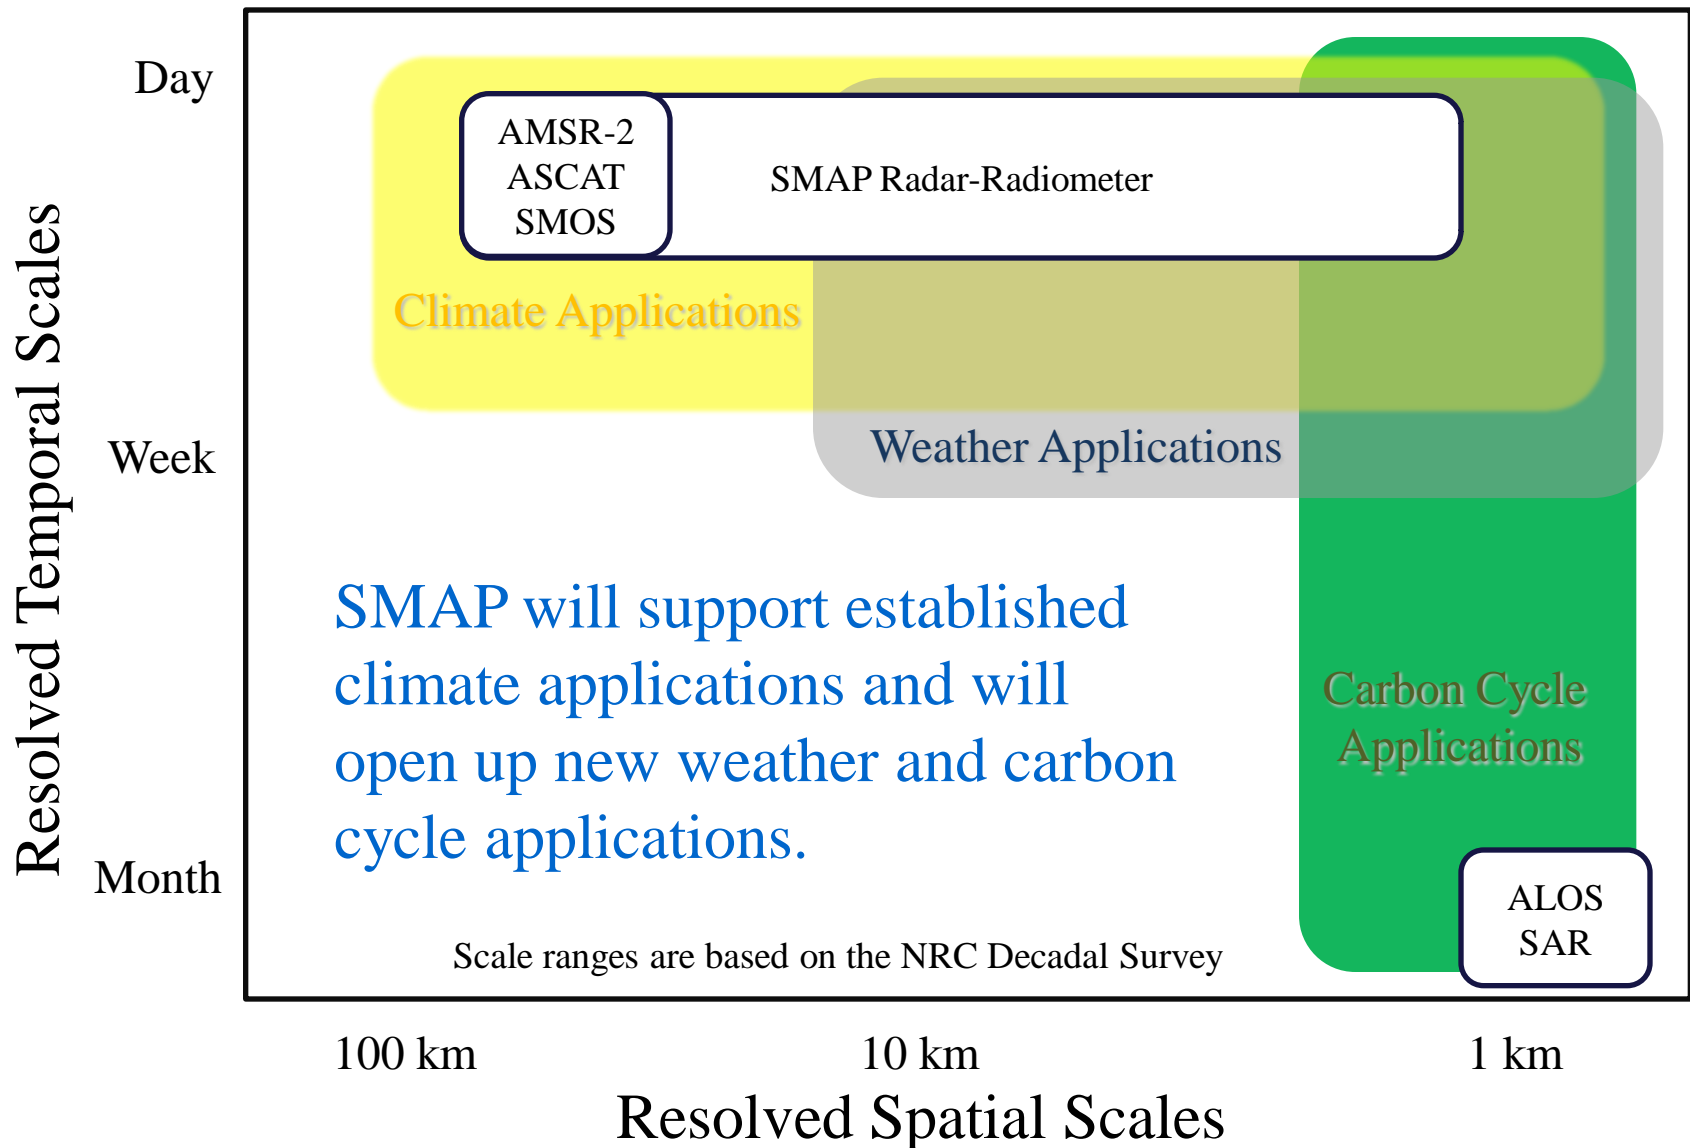 Resolved Temporal Scales
Day
Week
Month
AMSR-2
ASCAT
SMOS
SMAP Radar-Radiometer
Climate Applications
Weather Applications
SMAP will support established
climate applications and will
open up new weather and carbon
cycle applications.
Carbon Cycle
Applications
ALOS
SAR
Scale ranges are based on the NRC Decadal Survey
100 km
10 km
1 km
Resolved Spatial Scales